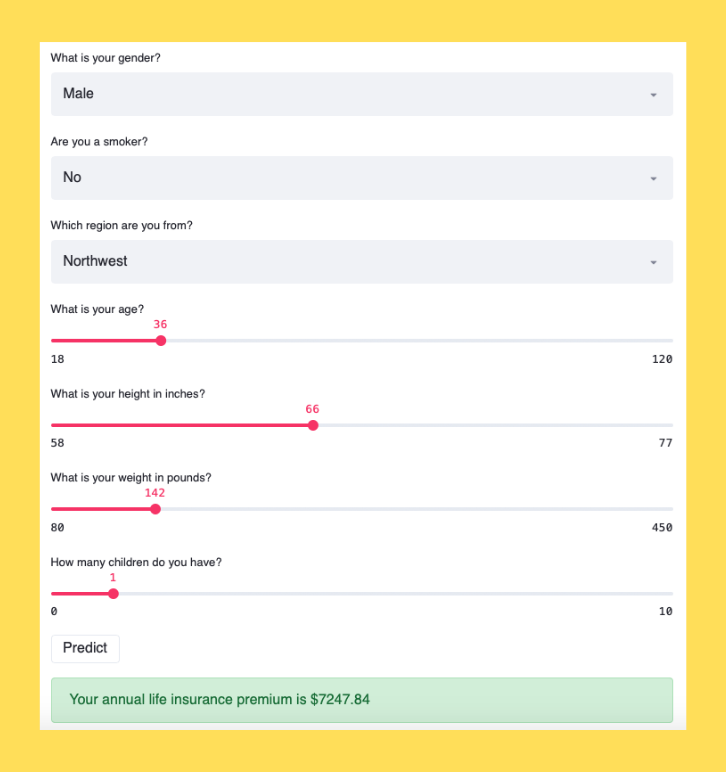 What is your gender?
Male
Are you a smoker?
No
Which region are you from?
Northwest
What is your age?
36
18 120
What is your height in inches?
66
58 77
What is your weight in pounds?
142
80 450
How many children do you have?
1
0 10
Predict
Your annual life insurance premium is $7247.84